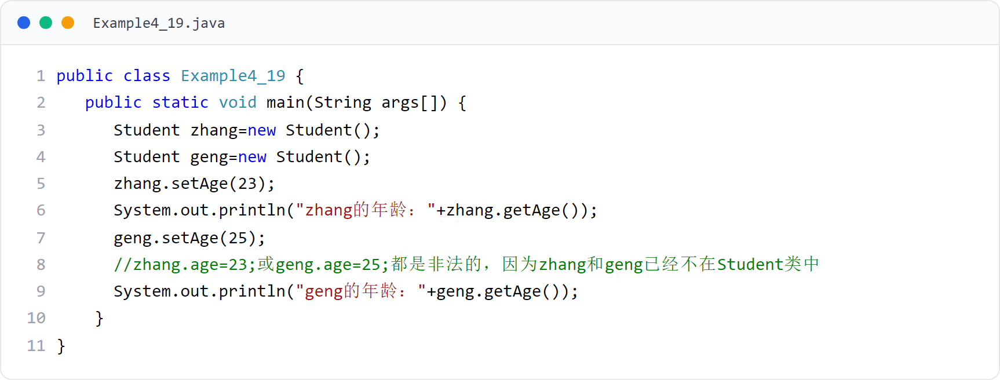 Example4_19.java
1 public class Example4_19 {
2 public static void main(String args[]) {
3 Student zhang=new Student();
4 Student geng=new Student();
5 zhang.setAge(23);
6 System.out.println("zhang的年龄："+zhang.getAge());
7 geng.setAge(25);
8 //zhang.age=23;或geng.age=25;都是非法的，因为zhang和geng已经不在Student类中
9 System.out.println("geng的年龄："+geng.getAge());
10 }
11 }